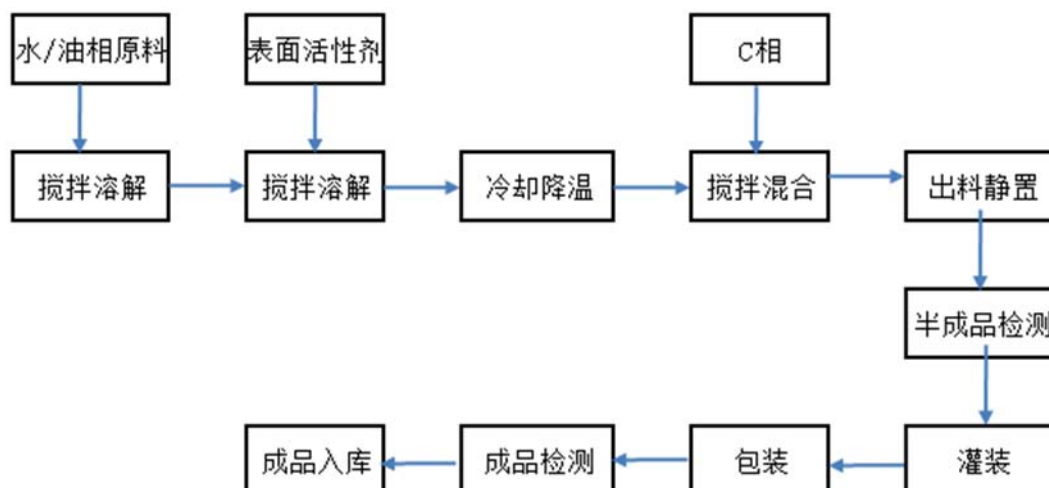 水/油相原料
表面活性剂
C相
搅拌溶解
搅拌溶解
冷却降温
搅拌混合
出料静置
半成品检测
成品入库
成品检测
包装
灌装